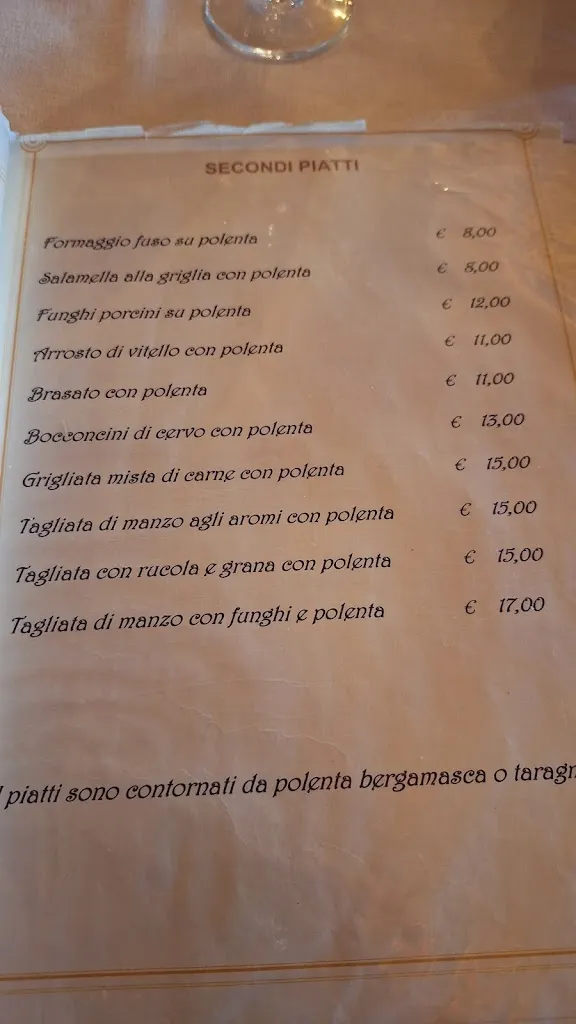 SECONDI PIATTI
Formaggio fuso su polenta € 8,00
Salamella alla griglia con polenta € 8,00
Funghi porcini su polenta € 12,00
Arrosto di vitello con polenta € 11,00
Brasato con polenta € 11,00
Bocconcini di cervo con polenta € 13,00
Grigliata mista di carne con polenta € 15,00
Tagliata di manzo agli aromi con polenta € 15,00
Tagliata con rucola e grana con polenta € 15,00
Tagliata di manzo con funghi e polenta € 17,00
I piatti sono contornati da polenta bergamasca o